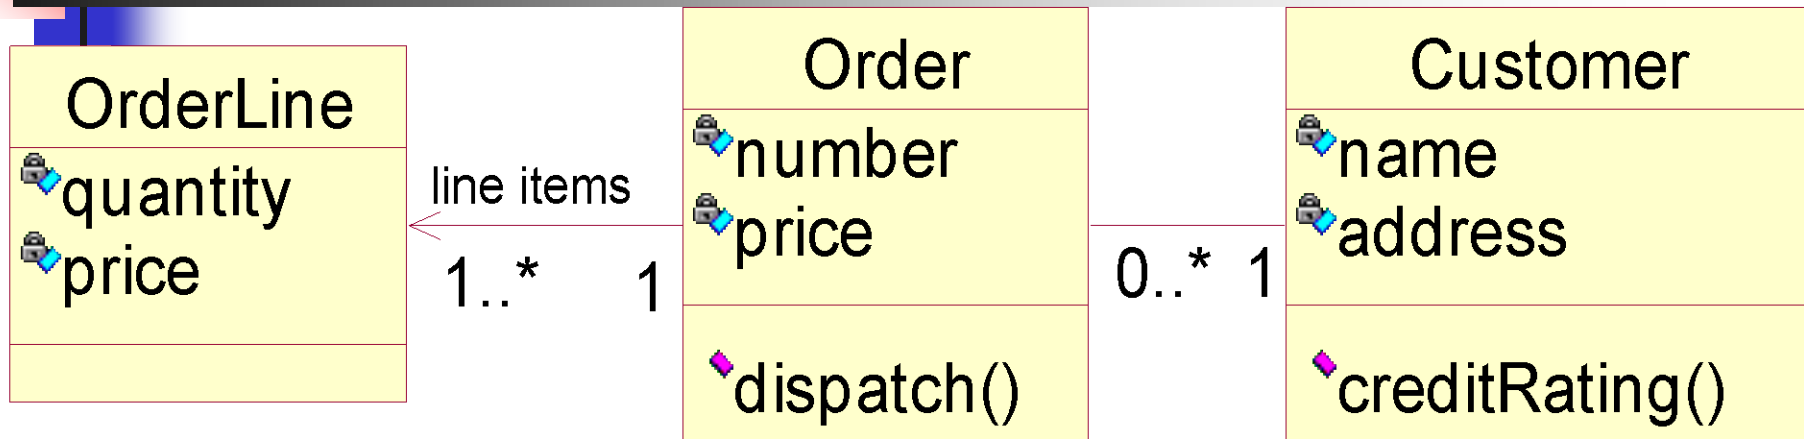 OrderLine
quantity
price
line items
1..* 1
Order
number
price
dispatch()
0..* 1
Customer
name
address
creditRating()